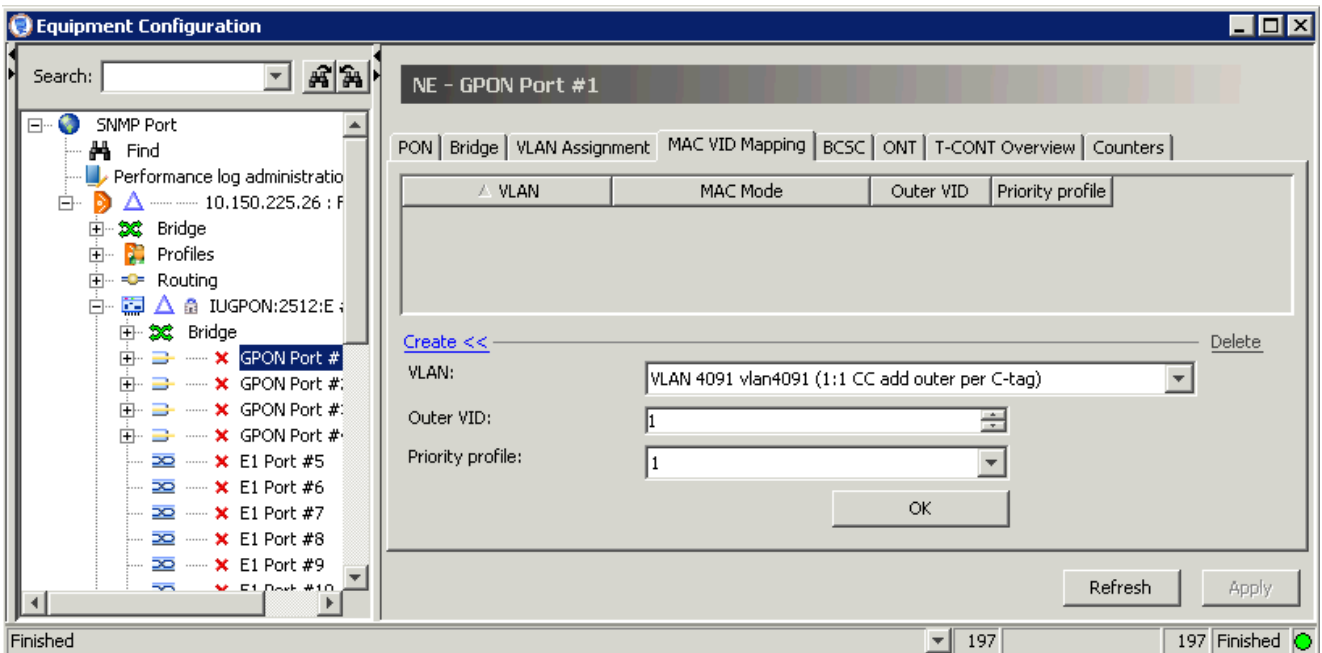 Equipment Configuration
Search:
SNMP Port
Find
Performance log administratio
10.150.225.26 : F
Bridge
Profiles
Routing
IUGPON:2512:E
Bridge
GPON Port #
GPON Port #
GPON Port #
GPON Port #
E1 Port #5
E1 Port #6
E1 Port #7
E1 Port #8
E1 Port #9
E1 Port #10
NE - GPON Port #1
PON Bridge VLAN Assignment MAC VID Mapping BCSC ONT T-CONT Overview Counters
VLAN MAC Mode Outer VID Priority profile
Create << Delete
VLAN: VLAN 4091 vlan4091 (1:1 CC add outer per C-tag)
Outer VID: 1
Priority profile: 1
OK
Refresh Apply
Finished 197 197 Finished